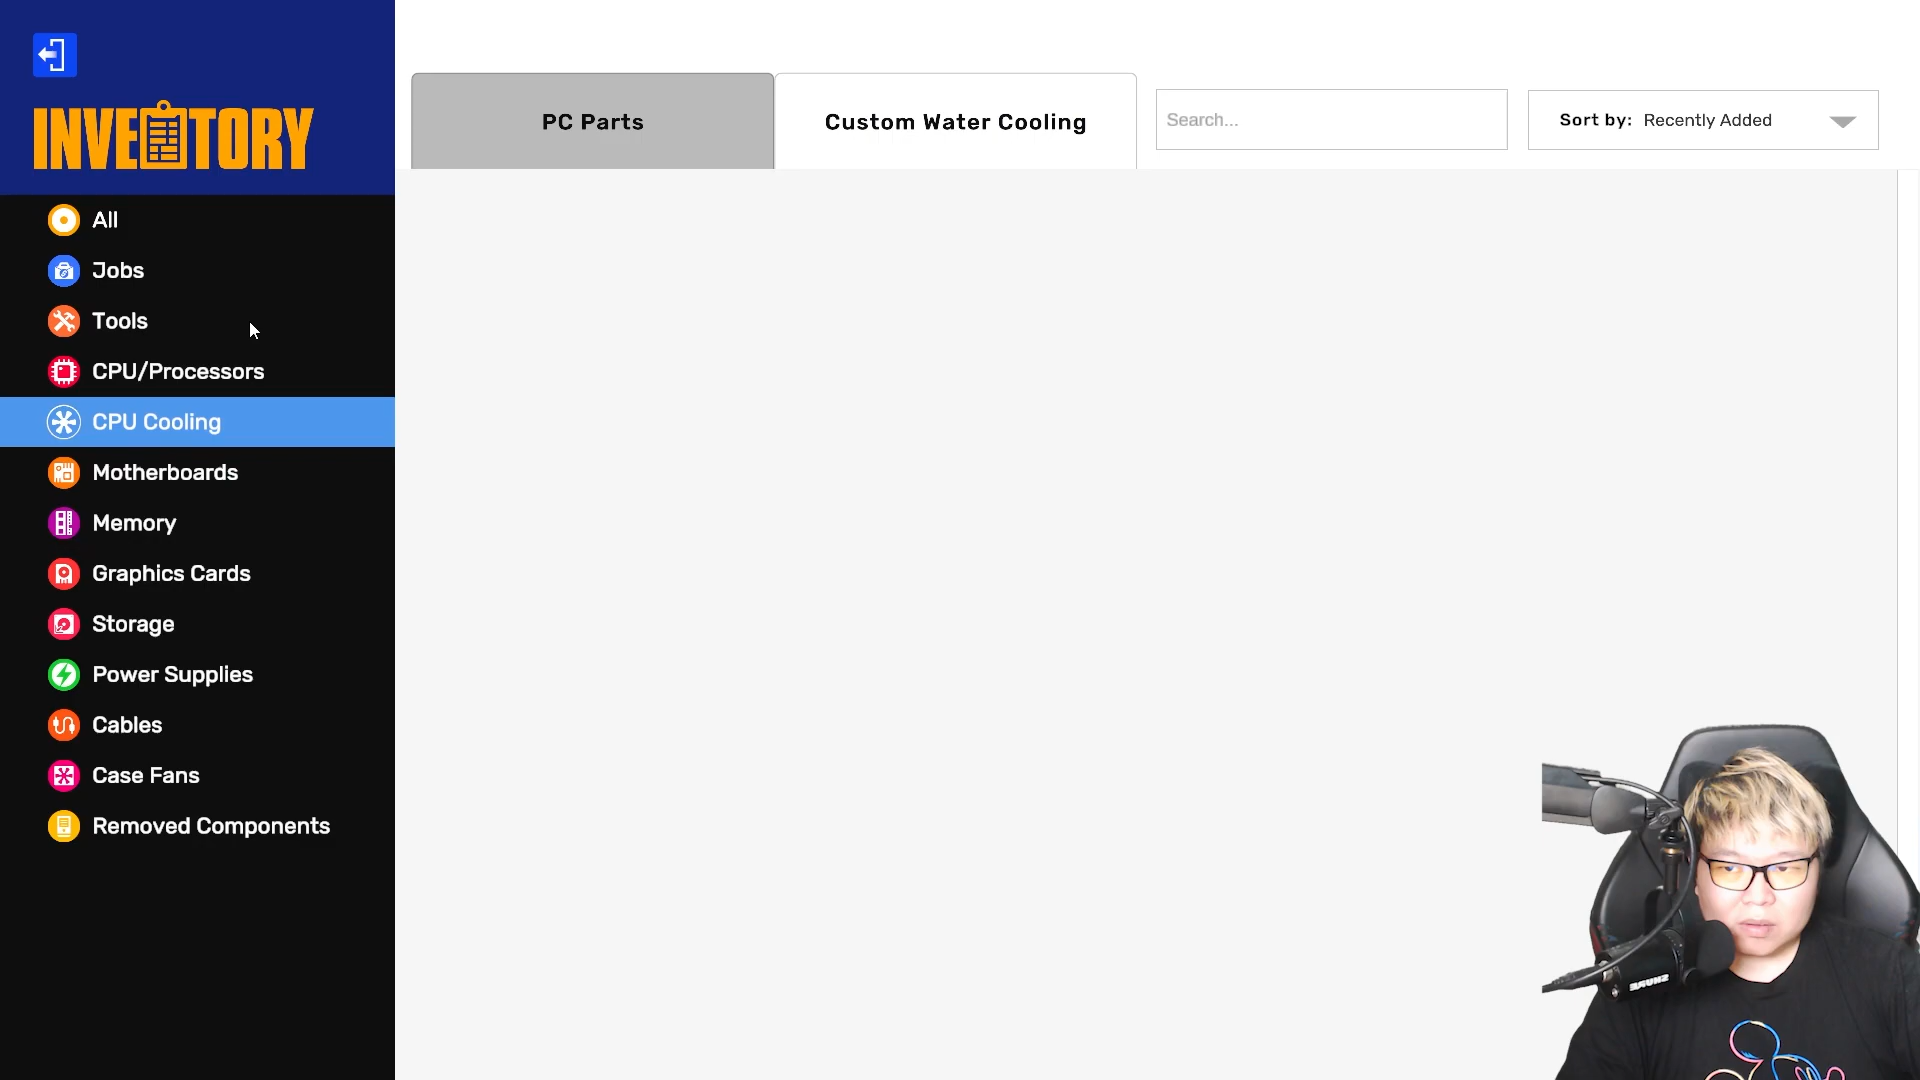 INVENTORY
PC Parts
Custom Water Cooling
Search...
Sort by: Recently Added
All
Jobs
Tools
CPU/Processors
CPU Cooling
Motherboards
Memory
Graphics Cards
Storage
Power Supplies
Cables
Case Fans
Removed Components
SHURE